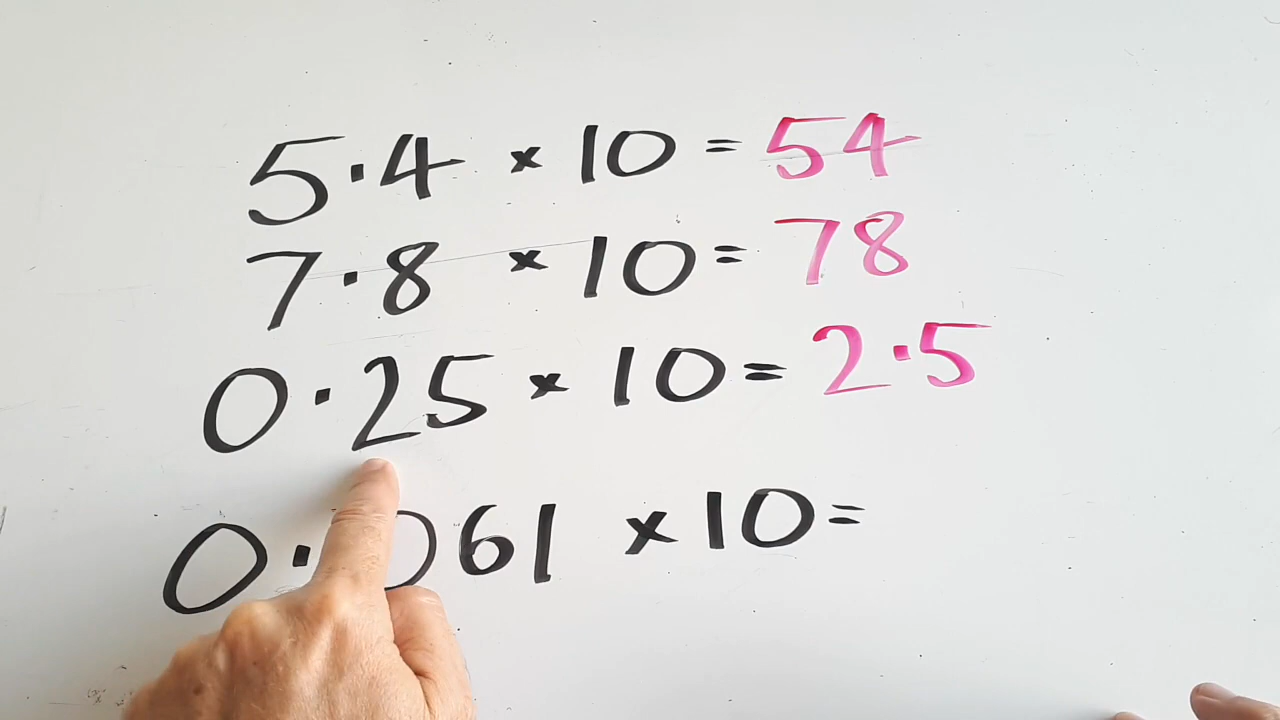 5·4 × 10 = 54
7·8 × 10 = 78
0·25 × 10 = 2·5
0·061 × 10 =